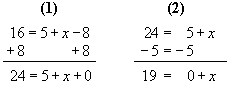 (1) (2)
16 = 5 + x − 8 24 = 5 + x
+ 8 + 8 − 5 = − 5
24 = 5 + x + 0 19 = 0 + x